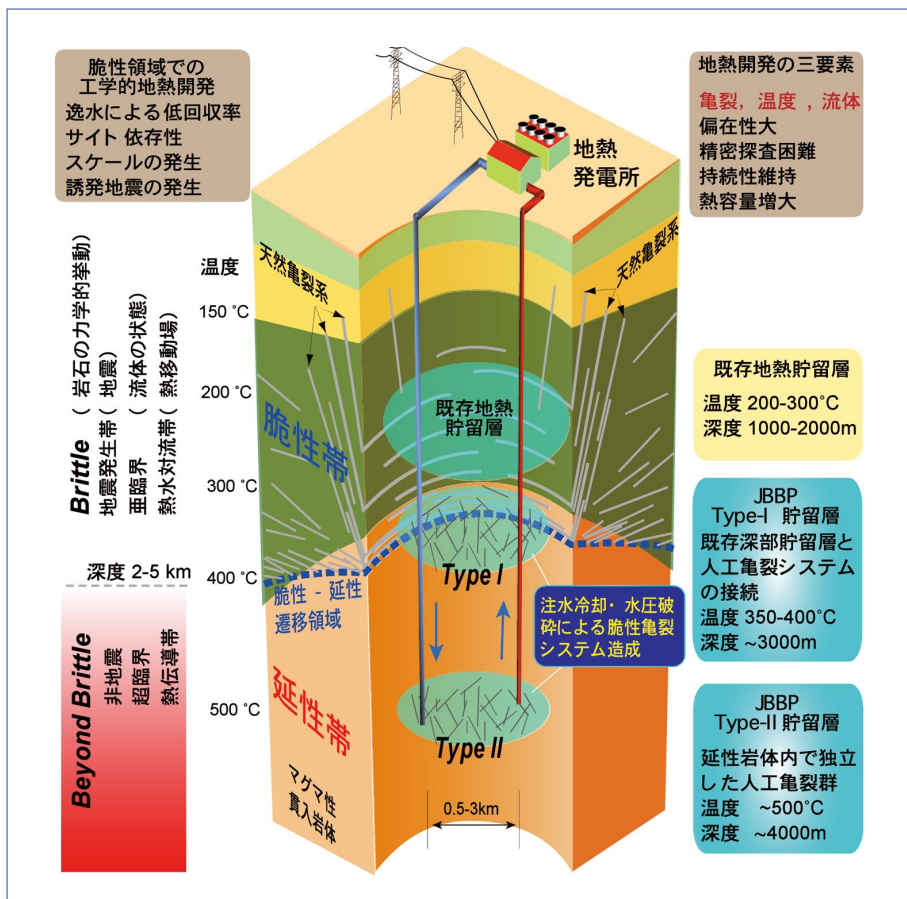 脆性領域での
工学的地熱開発
逸水による低回収率
サイト 依存性
スケールの発生
誘発地震の発生
地熱開発の三要素
亀裂，温度 , 流体
偏在性大
精密探査困難
持続性維持
熱容量増大
地熱
発電所
温度
150 °C
200 °C
300 °C
400 °C
500 °C
天然亀裂系
天然亀裂系
Brittle ( 岩石の力学的挙動 )
地震発生帯 ( 地震 )
亜臨界 ( 流体の状態 )
熱水対流帯 ( 熱移動場 )
脆性帯
既存地熱
貯留層
既存地熱貯留層
温度 200-300°C
深度 1000-2000m
JBBP
Type-I 貯留層
既存深部貯留層と
人工亀裂システム
の接続
温度 350-400°C
深度 ~3000m
深度 2-5 km
脆性 - 延性
遷移領域
Type I
注水冷却・水圧破
砕による脆性亀裂
システム造成
Beyond Brittle
非地震
超臨界
熱伝導帯
延性帯
Type II
マグマ性
貫入岩体
0.5-3km
JBBP
Type-II 貯留層
延性岩体内で独立
した人工亀裂群
温度 ~500°C
深度 ~4000m